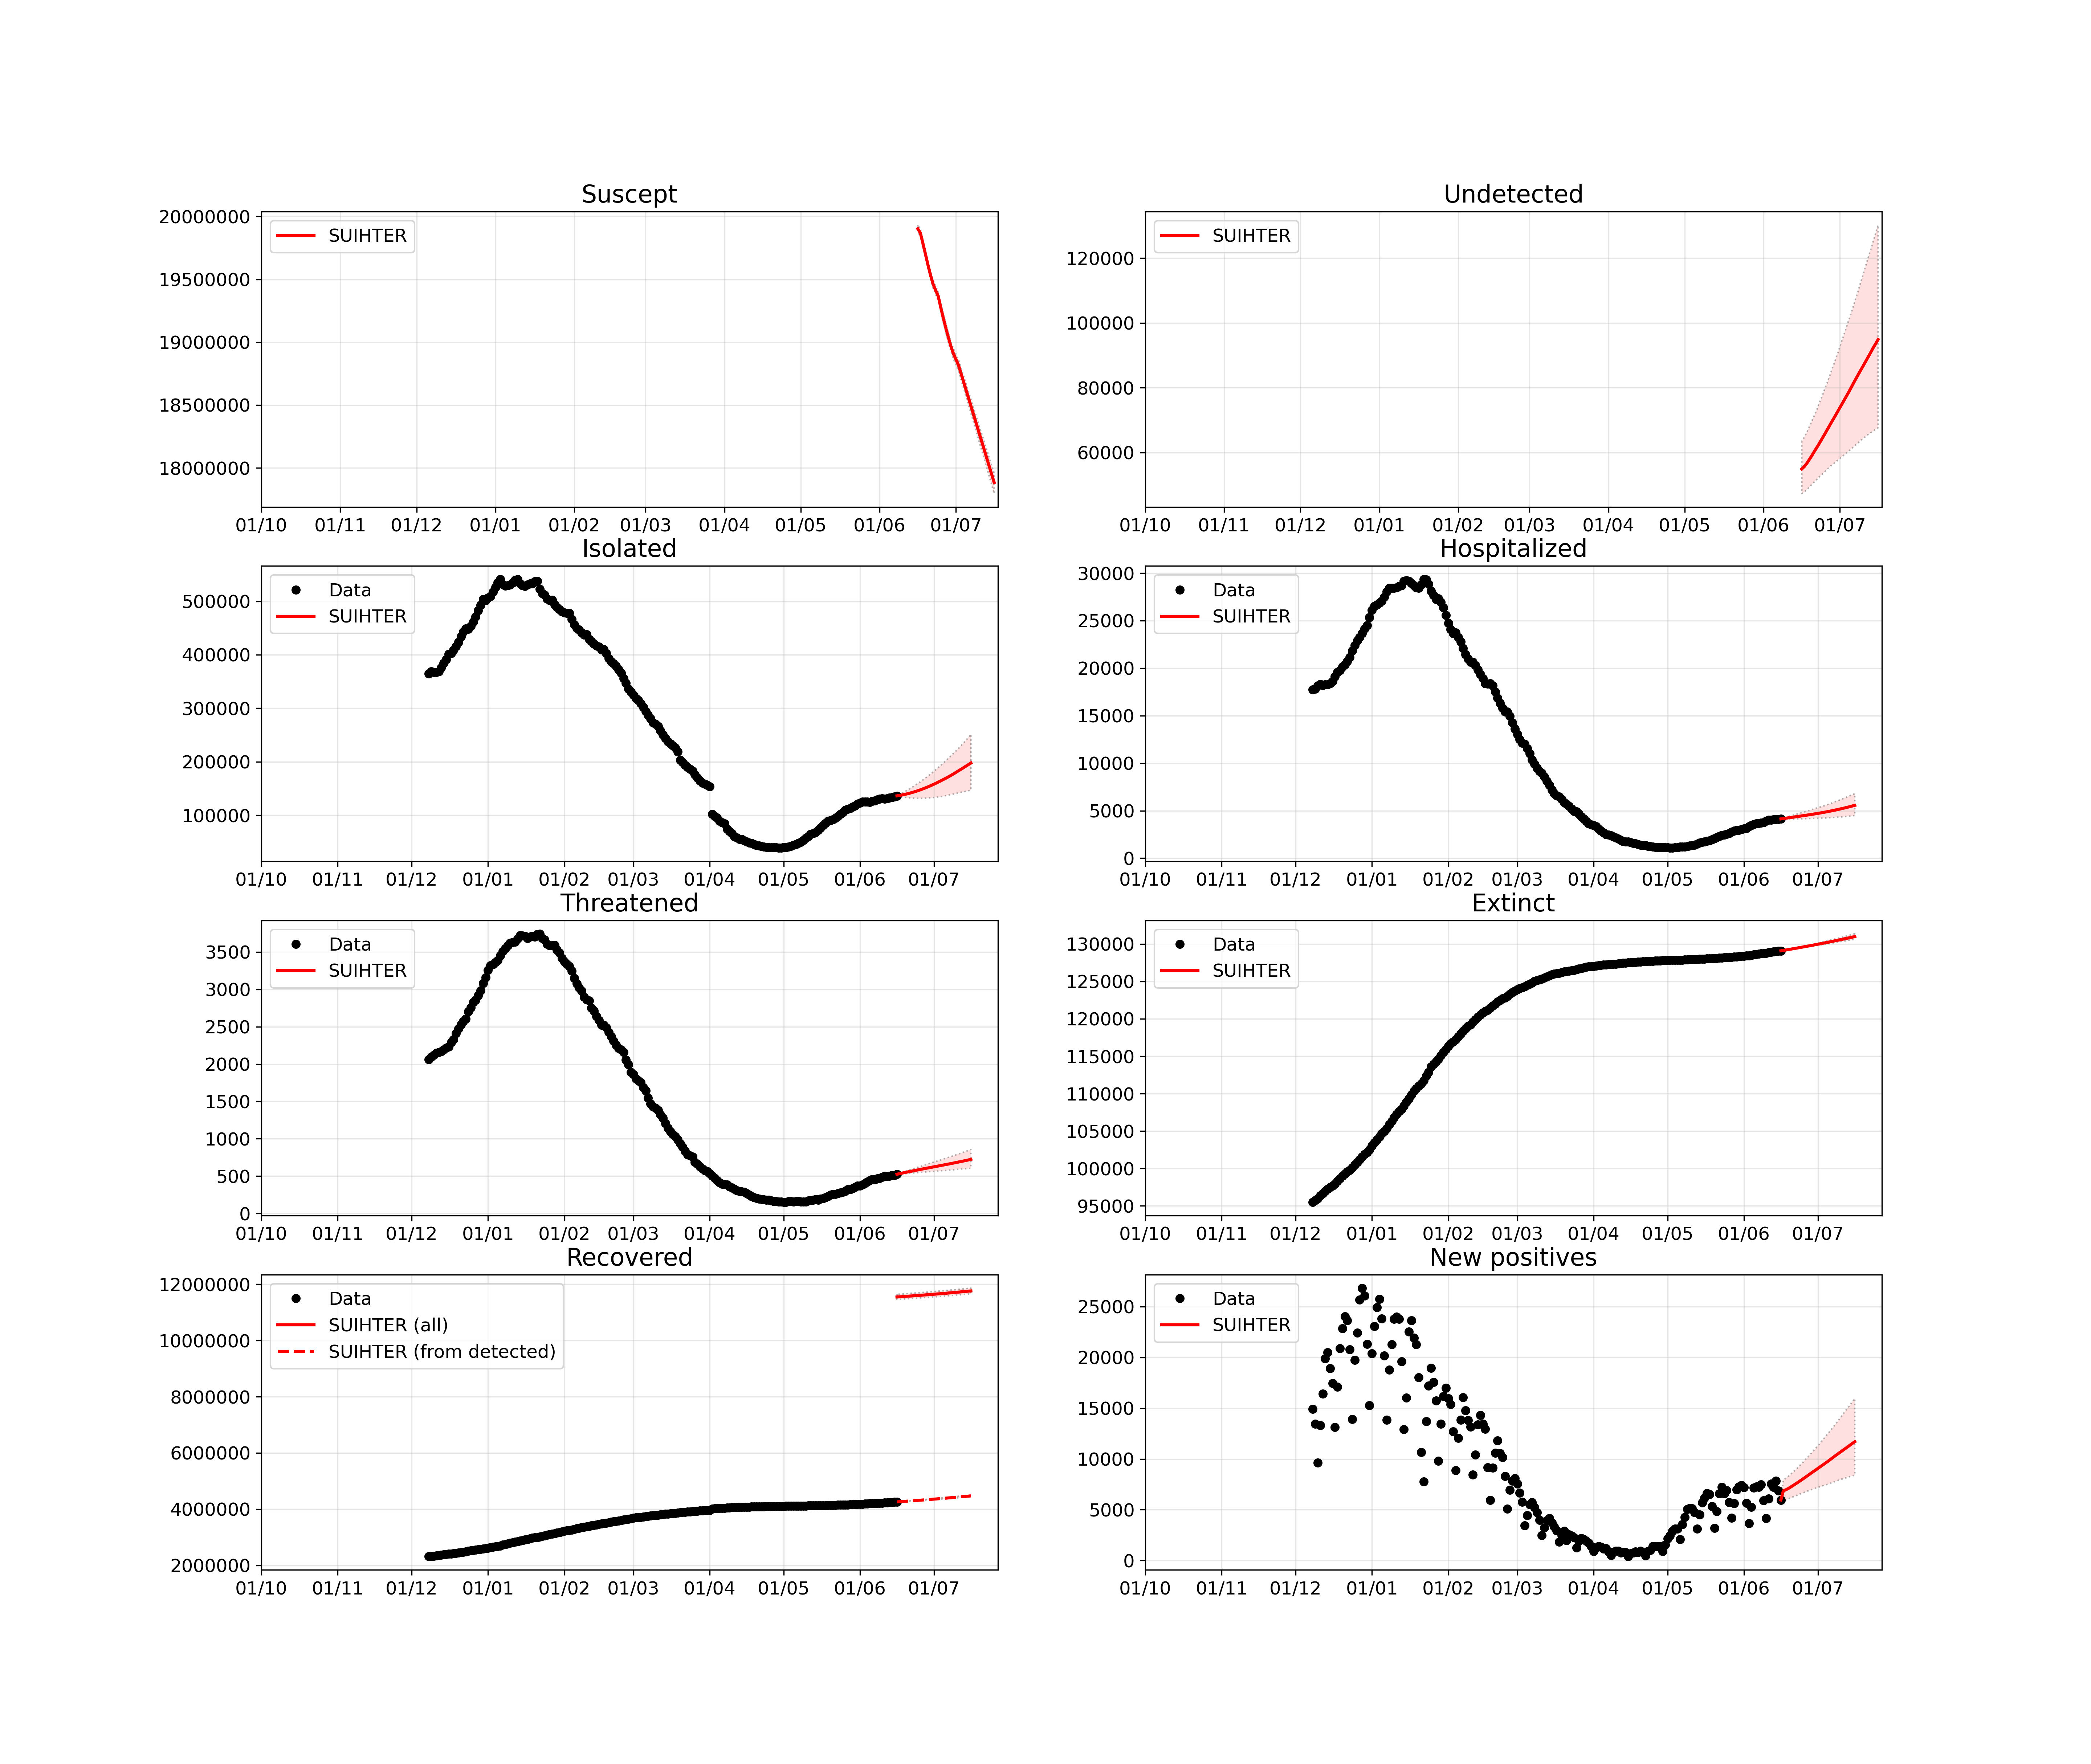 Suscept
SUIHTER
20000000
19500000
19000000
18500000
18000000
01/10 01/11 01/12 01/01 01/02 01/03 01/04 01/05 01/06 01/07
Undetected
SUIHTER
120000
100000
80000
60000
01/10 01/11 01/12 01/01 01/02 01/03 01/04 01/05 01/06 01/07
Isolated
Data
SUIHTER
500000
400000
300000
200000
100000
01/10 01/11 01/12 01/01 01/02 01/03 01/04 01/05 01/06 01/07
Hospitalized
Data
SUIHTER
30000
25000
20000
15000
10000
5000
0
01/10 01/11 01/12 01/01 01/02 01/03 01/04 01/05 01/06 01/07
Threatened
Data
SUIHTER
3500
3000
2500
2000
1500
1000
500
0
01/10 01/11 01/12 01/01 01/02 01/03 01/04 01/05 01/06 01/07
Extinct
Data
SUIHTER
130000
125000
120000
115000
110000
105000
100000
95000
01/10 01/11 01/12 01/01 01/02 01/03 01/04 01/05 01/06 01/07
Recovered
Data
SUIHTER (all)
SUIHTER (from detected)
12000000
10000000
8000000
6000000
4000000
2000000
01/10 01/11 01/12 01/01 01/02 01/03 01/04 01/05 01/06 01/07
New positives
Data
SUIHTER
25000
20000
15000
10000
5000
0
01/10 01/11 01/12 01/01 01/02 01/03 01/04 01/05 01/06 01/07